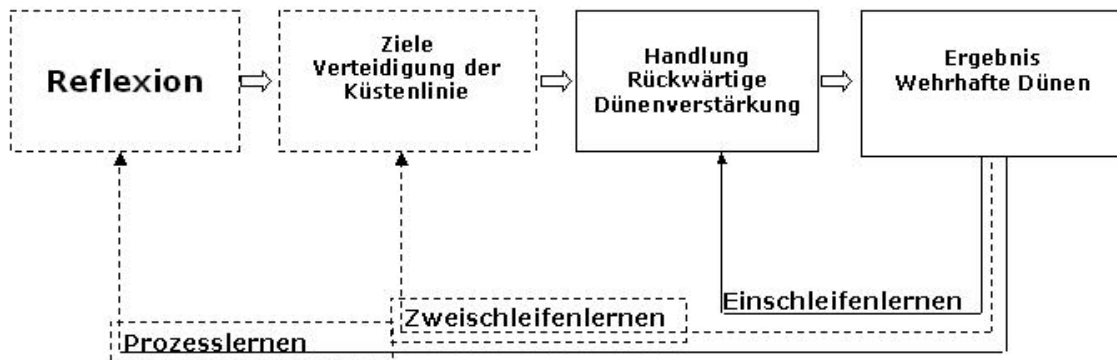 Reflexion
Ziele
Verteidigung der
Küstenlinie
Handlung
Rückwärtige
Dünenverstärkung
Ergebnis
Wehrhafte Dünen
Einschleifenlernen
Zweischleifenlernen
Prozesslernen